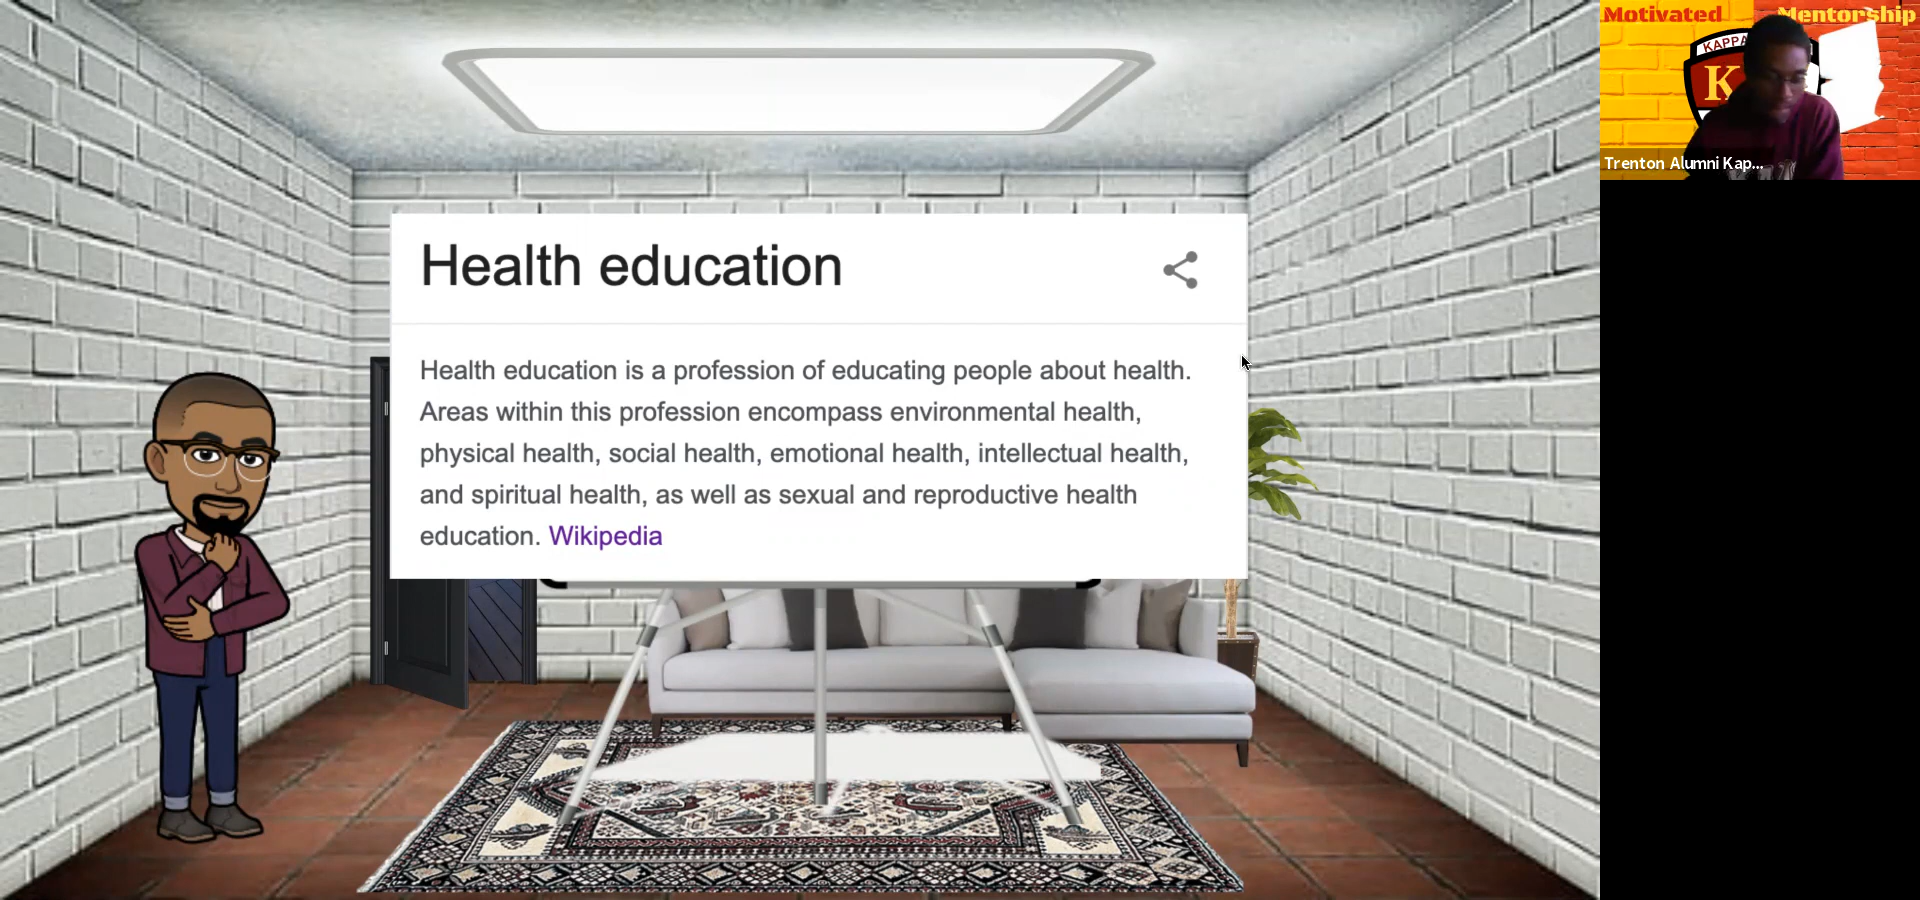 Health education
Health education is a profession of educating people about health.
Areas within this profession encompass environmental health,
physical health, social health, emotional health, intellectual health,
and spiritual health, as well as sexual and reproductive health
education. Wikipedia
Motivated Mentorship
KAPPA
K
Trenton Alumni Kap...